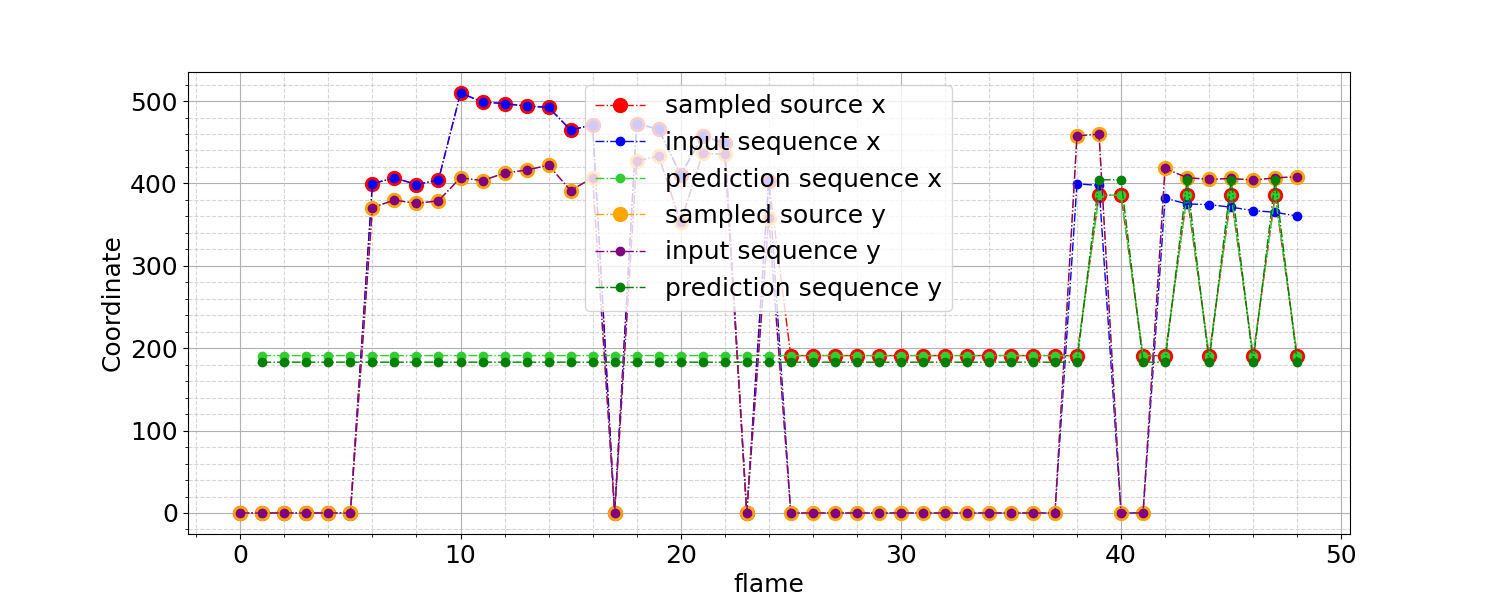 500
400
300
200
100
0
Coordinate
sampled source x
input sequence x
prediction sequence x
sampled source y
input sequence y
prediction sequence y
0 10 20 30 40 50
flame